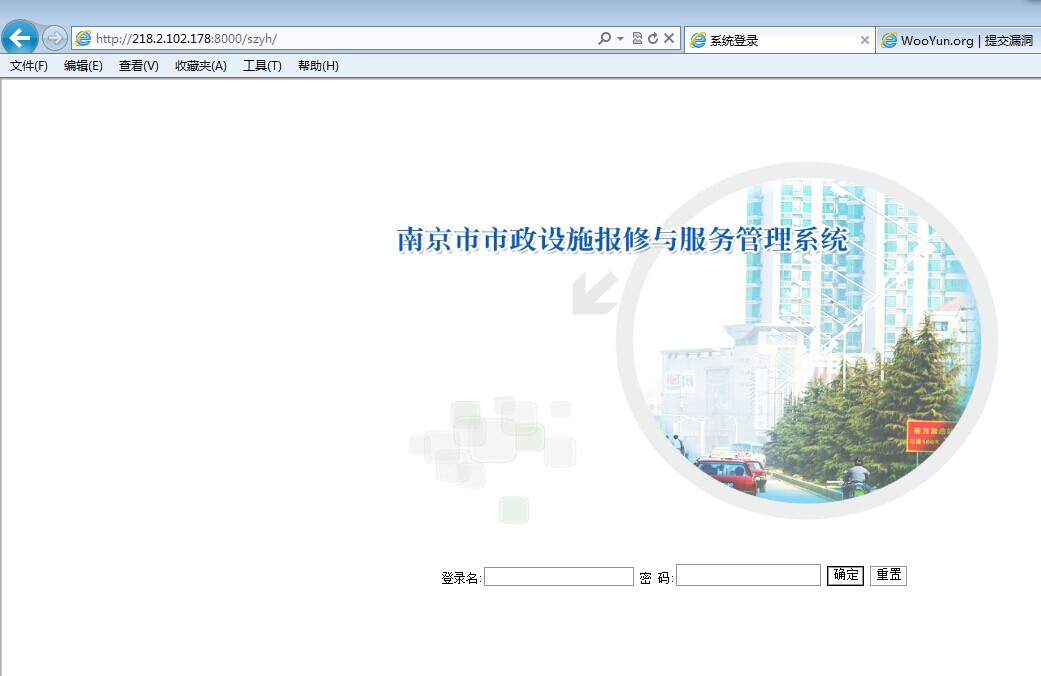 http://218.2.102.178:8000/szyh/
系统登录
WooYun.org | 提交漏洞
文件(F) 编辑(E) 查看(V) 收藏夹(A) 工具(T) 帮助(H)
南京市市政设施报修与服务管理系统
登录名: 密 码: 确定 重置